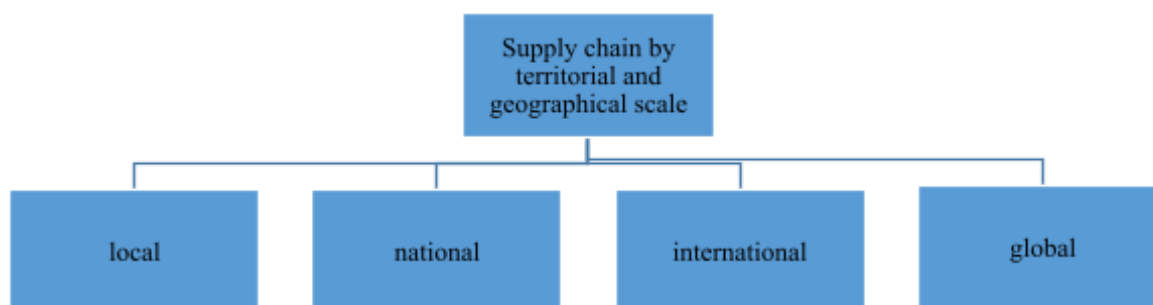 Supply chain by
territorial and
geographical scale
local
national
international
global